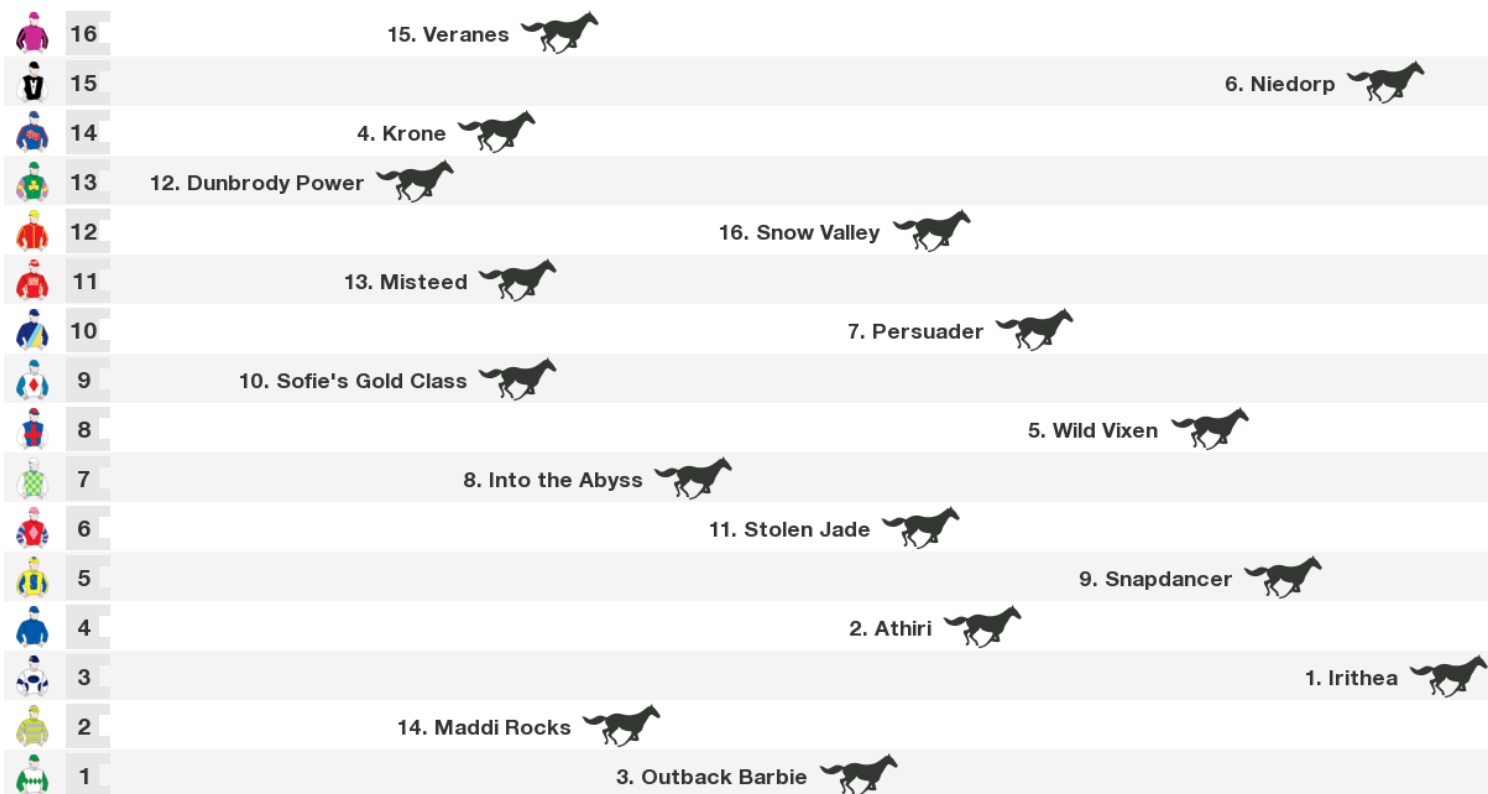 16 15. Veranes
15 6. Niedorp
14 4. Krone
13 12. Dunbrody Power
12 16. Snow Valley
11 13. Misteed
10 7. Persuader
9 10. Sofie's Gold Class
8 5. Wild Vixen
7 8. Into the Abyss
6 11. Stolen Jade
5 9. Snapdancer
4 2. Athiri
3 1. Irithea
2 14. Maddi Rocks
1 3. Outback Barbie